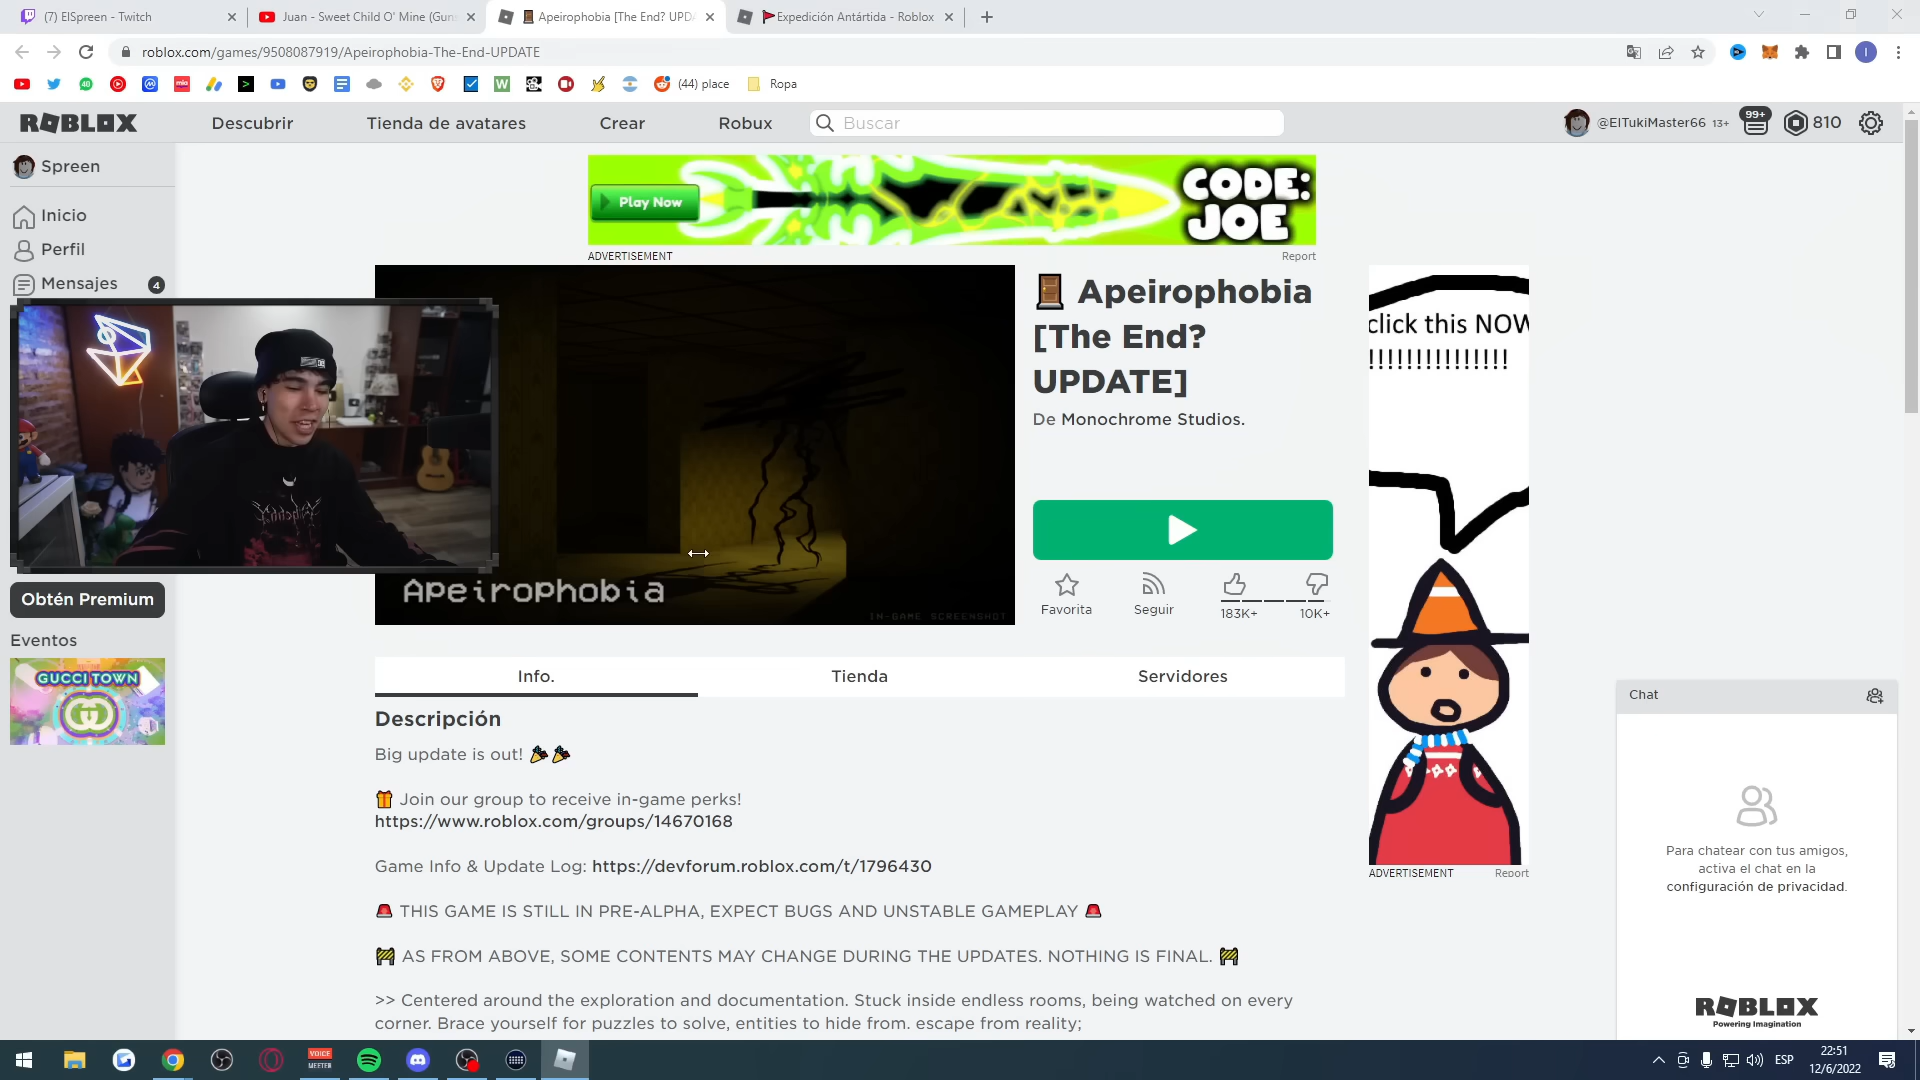 (7) ElSpreen - Twitch
Juan - Sweet Child O' Mine (Guns
Apeirophobia [The End? UPD
Expedición Antártida - Roblox
roblox.com/games/9508087919/Apeirophobia-The-End-UPDATE
(44) place
Ropa
ROBLOX
Descubrir
Tienda de avatares
Crear
Robux
Buscar
@ElTukiMaster66 13+
99+
810
Spreen
Inicio
Perfil
Mensajes
4
Obtén Premium
Eventos
GUCCI TOWN
Play Now
CODE:
JOE
ADVERTISEMENT
Report
Apeirophobia
IN-GAME SCREENSHOT
Apeirophobia
[The End?
UPDATE]
De Monochrome Studios.
Favorita
Seguir
183K+
10K+
click this NOW
!!!!!!!!!!!!!!!
ADVERTISEMENT
Report
Info.
Tienda
Servidores
Descripción
Big update is out!
Join our group to receive in-game perks!
https://www.roblox.com/groups/14670168
Game Info & Update Log: https://devforum.roblox.com/t/1796430
THIS GAME IS STILL IN PRE-ALPHA, EXPECT BUGS AND UNSTABLE GAMEPLAY
AS FROM ABOVE, SOME CONTENTS MAY CHANGE DURING THE UPDATES. NOTHING IS FINAL.
>> Centered around the exploration and documentation. Stuck inside endless rooms, being watched on every
corner. Brace yourself for puzzles to solve, entities to hide from. escape from reality;
Chat
Para chatear con tus amigos,
activa el chat en la
configuración de privacidad.
ROBLOX
Powering Imagination
VOICE
MEETER
ESP
22:51
12/6/2022